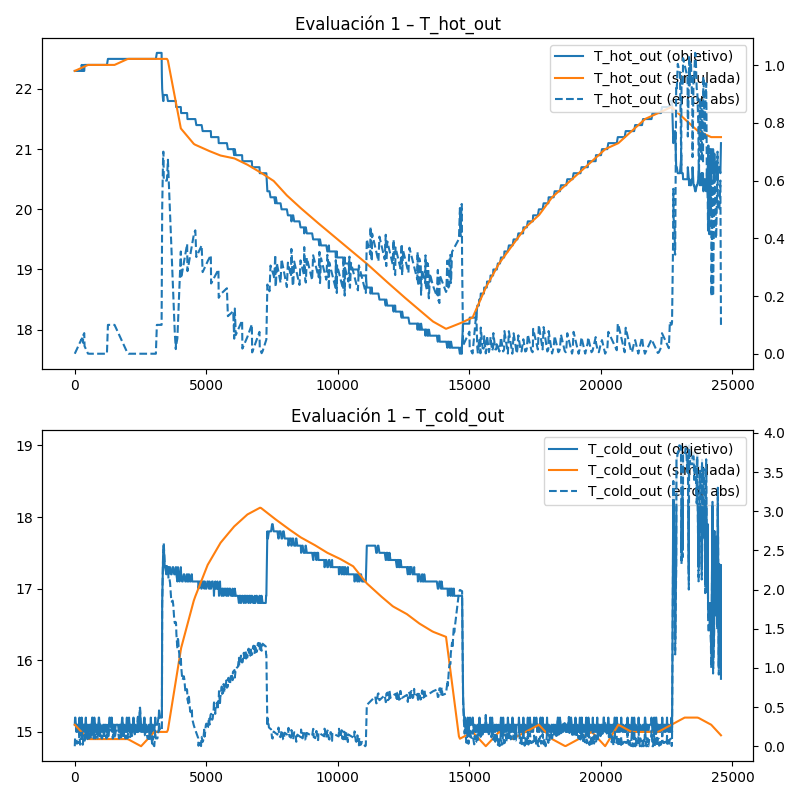 Evaluación 1 – T_hot_out
T_hot_out (objetivo)
T_hot_out (simulada)
T_hot_out (error abs)
22
21
20
19
18
1.0
0.8
0.6
0.4
0.2
0.0
0 5000 10000 15000 20000 25000
Evaluación 1 – T_cold_out
T_cold_out (objetivo)
T_cold_out (simulada)
T_cold_out (error abs)
19
18
17
16
15
4.0
3.5
3.0
2.5
2.0
1.5
1.0
0.5
0.0
0 5000 10000 15000 20000 25000